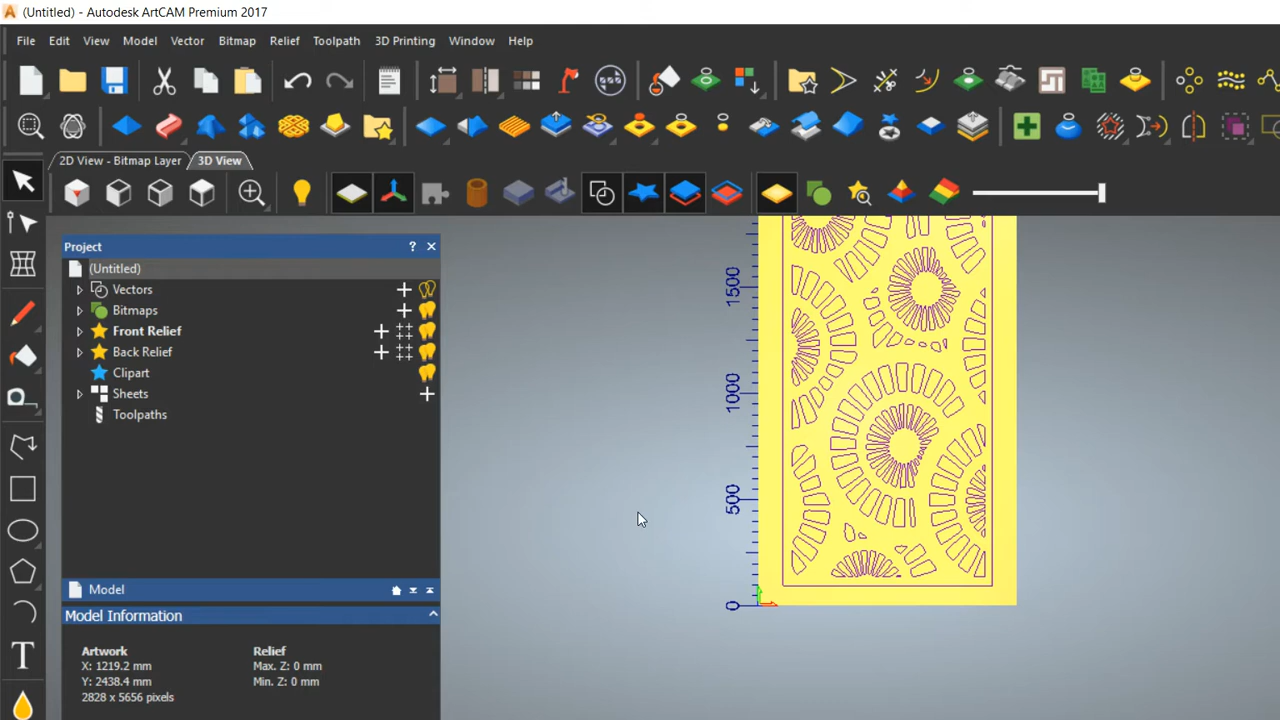 (Untitled) - Autodesk ArtCAM Premium 2017
File Edit View Model Vector Bitmap Relief Toolpath 3D Printing Window Help
2D View - Bitmap Layer 3D View
Project ?
(Untitled)
Vectors
Bitmaps
Front Relief
Back Relief
Clipart
Sheets
Toolpaths
Model
Model Information
Artwork Relief
X: 1219.2 mm Max. Z: 0 mm
Y: 2438.4 mm Min. Z: 0 mm
2828 x 5656 pixels
1500
1000
500
0